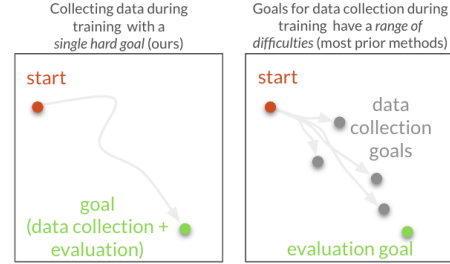 Collecting data during
training with a
single hard goal (ours)
start
goal
(data collection +
evaluation)
Goals for data collection during
training have a range of
difficulties (most prior methods)
start
data
collection
goals
evaluation goal